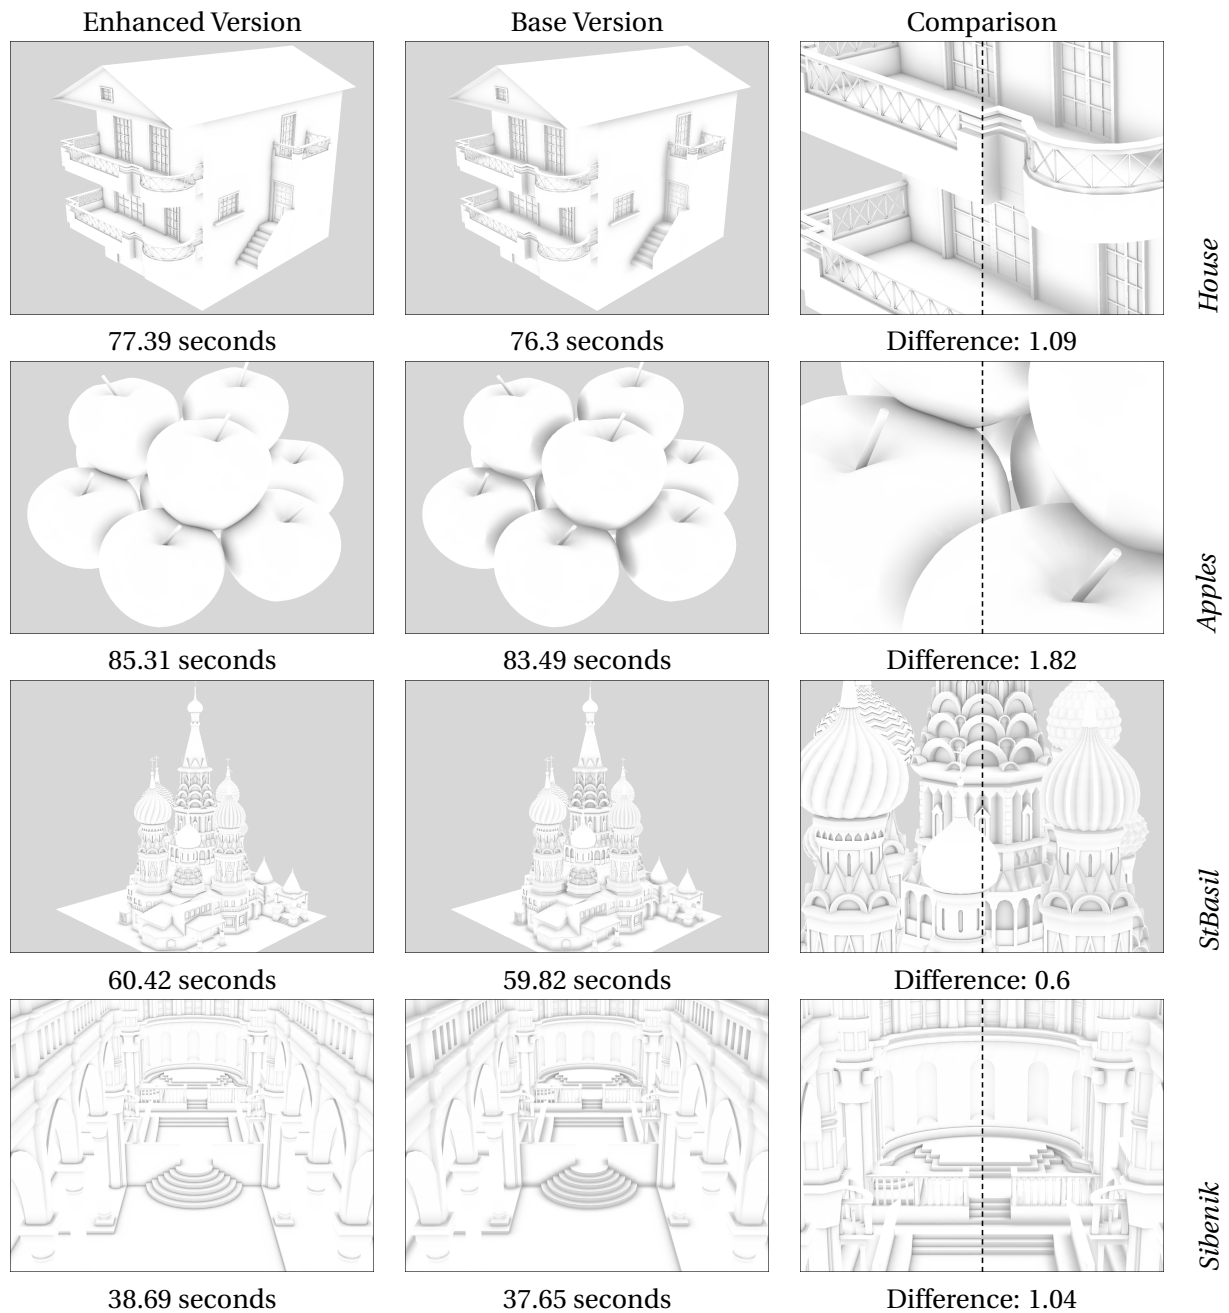 Enhanced Version Base Version Comparison
House
77.39 seconds 76.3 seconds Difference: 1.09
Apples
85.31 seconds 83.49 seconds Difference: 1.82
StBasil
60.42 seconds 59.82 seconds Difference: 0.6
Sibenik
38.69 seconds 37.65 seconds Difference: 1.04